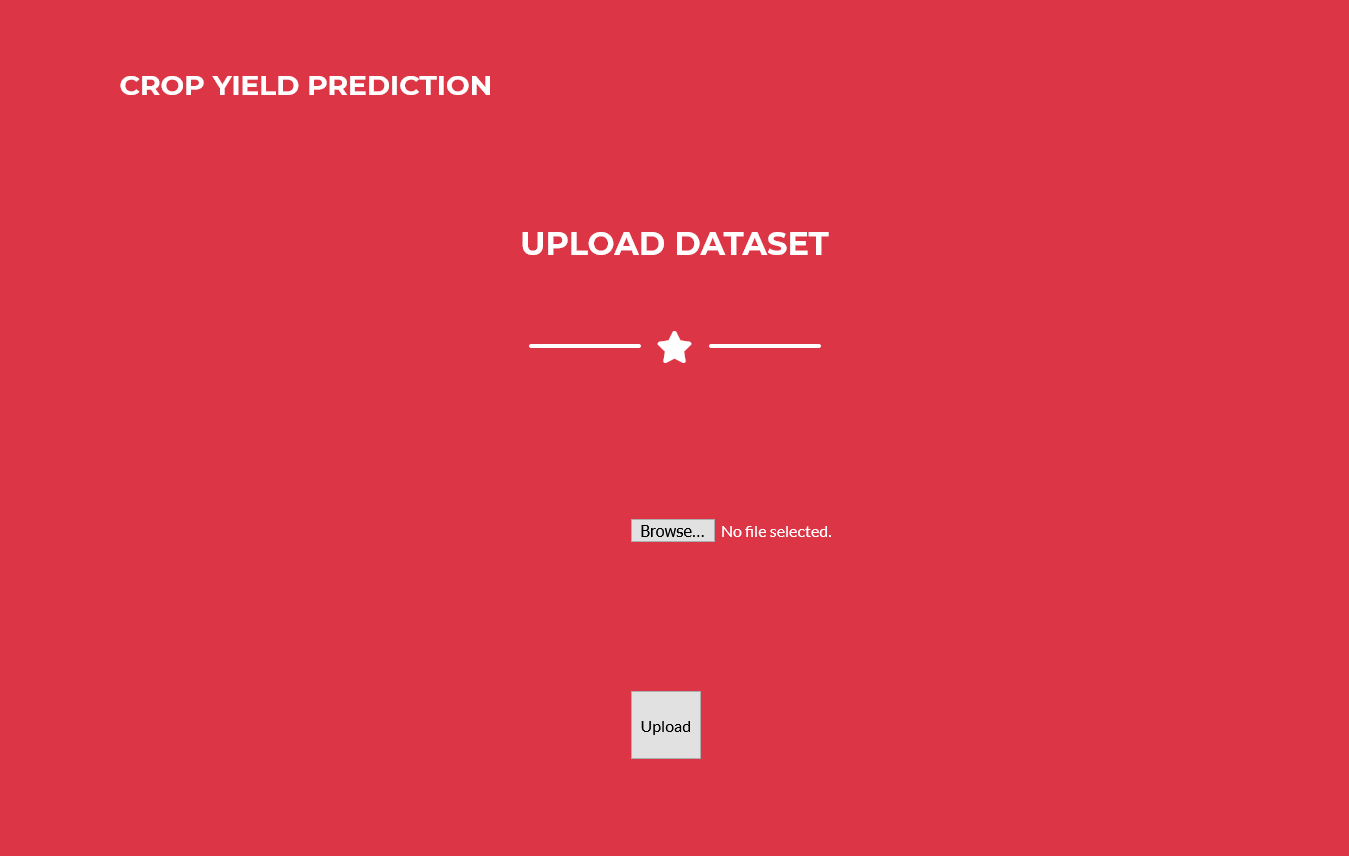 CROP YIELD PREDICTION
UPLOAD DATASET
Browse... No file selected.
Upload